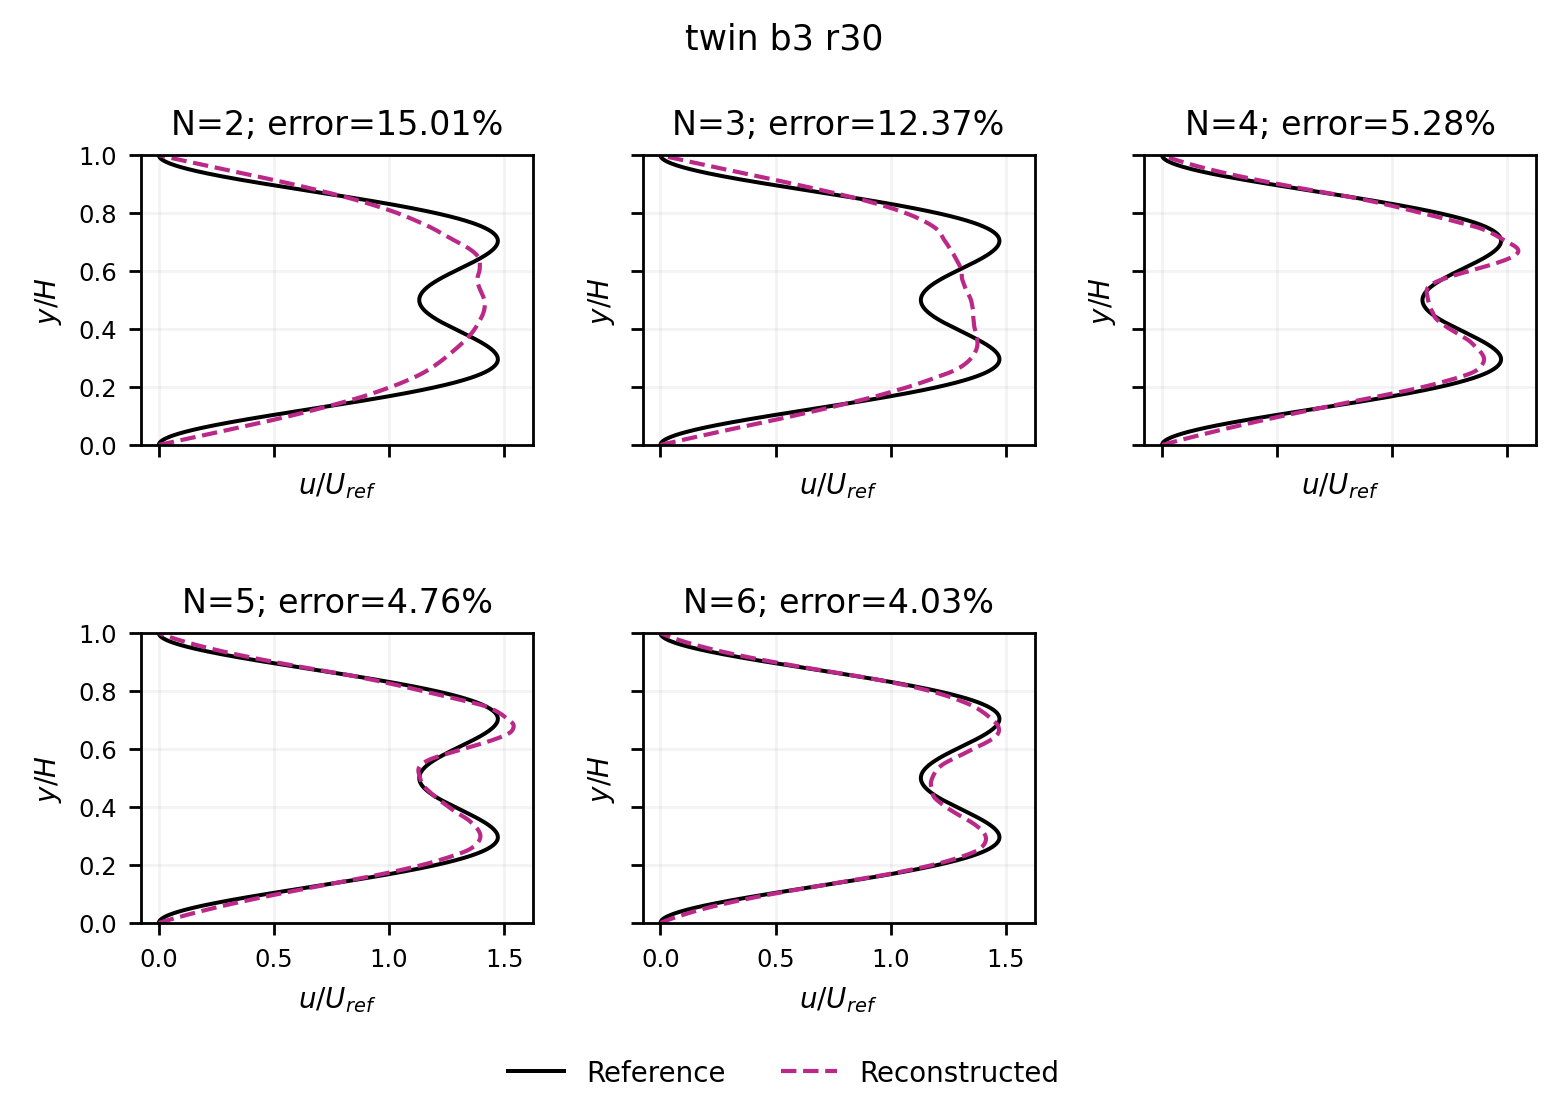 twin b3 r30
N=2; error=15.01%
N=3; error=12.37%
N=4; error=5.28%
1.0
0.8
0.6
0.4
0.2
0.0
y/H
y/H
y/H
u/U_ref
u/U_ref
u/U_ref
N=5; error=4.76%
N=6; error=4.03%
1.0
0.8
0.6
0.4
0.2
0.0
y/H
y/H
0.0 0.5 1.0 1.5
0.0 0.5 1.0 1.5
u/U_ref
u/U_ref
Reference
Reconstructed